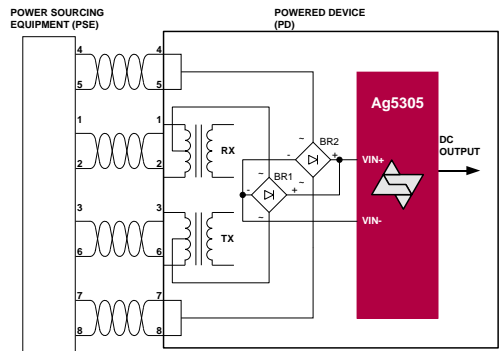 POWER SOURCING
EQUIPMENT (PSE)
POWERED DEVICE
(PD)
4
4
5
5
1
1
2
2
RX
3
3
6
6
TX
7
7
8
8
~
BR2
-
+
~
~
BR1
-
+
~
Ag5305
VIN+
VIN-
DC
OUTPUT